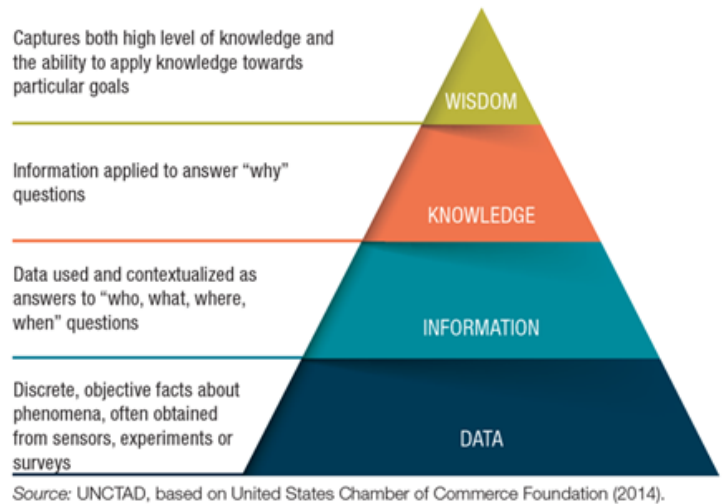 Captures both high level of knowledge and
the ability to apply knowledge towards
particular goals
WISDOM
Information applied to answer “why”
questions
KNOWLEDGE
Data used and contextualized as
answers to “who, what, where,
when” questions
INFORMATION
Discrete, objective facts about
phenomena, often obtained
from sensors, experiments or
surveys
DATA
Source: UNCTAD, based on United States Chamber of Commerce Foundation (2014).